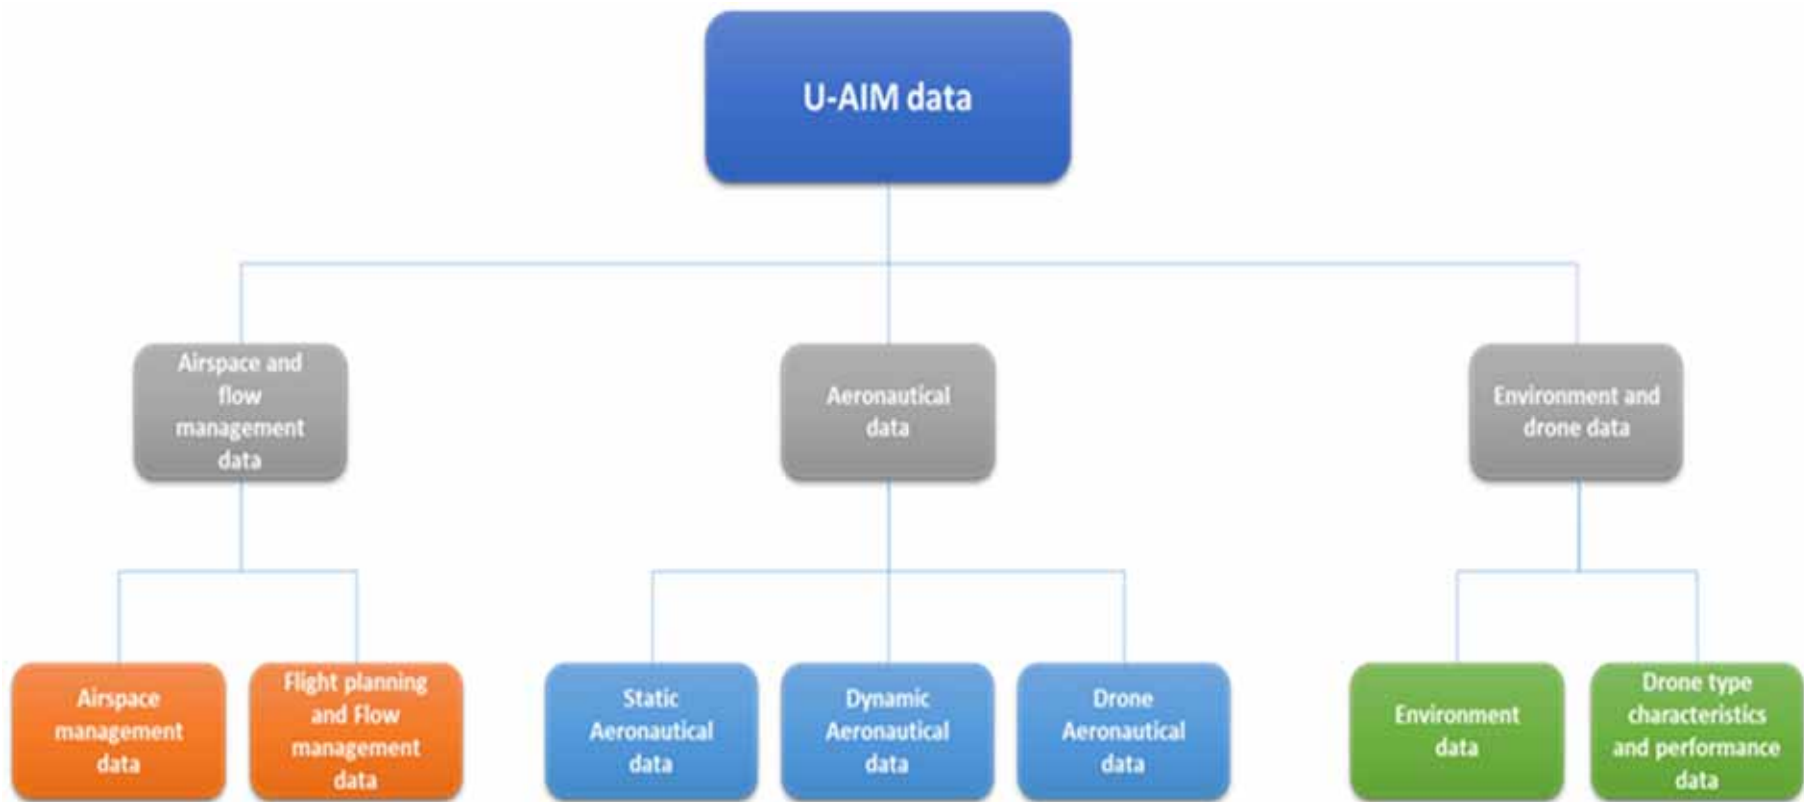 U-AIM data
Airspace and
flow
management
data
Aeronautical
data
Environment and
drone data
Airspace
management
data
Flight planning
and Flow
management
data
Static
Aeronautical
data
Dynamic
Aeronautical
data
Drone
Aeronautical
data
Environment
data
Drone type
characteristics
and performance
data